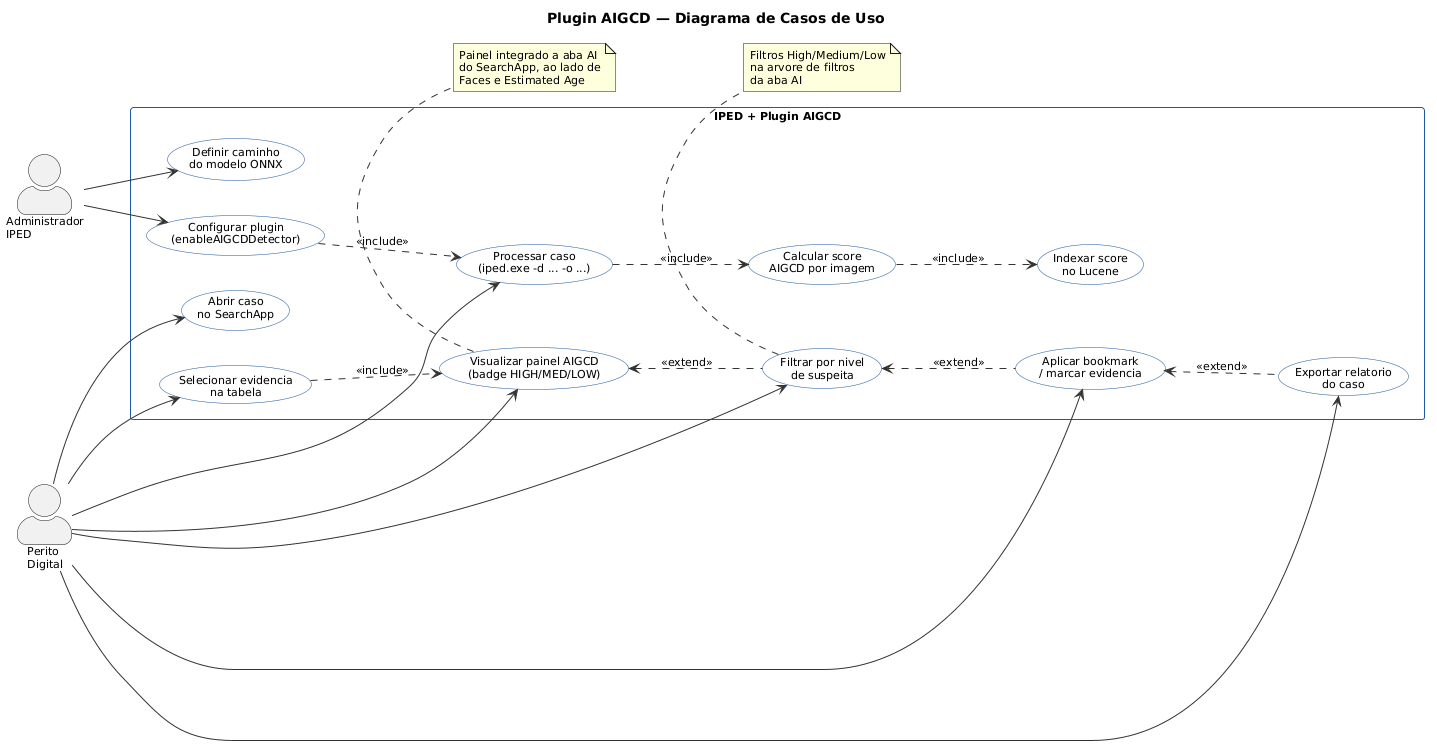 Plugin AIGCD — Diagrama de Casos de Uso
Painel integrado a aba AI
do SearchApp, ao lado de
Faces e Estimated Age
Filtros High/Medium/Low
na arvore de filtros
da aba AI
IPED + Plugin AIGCD
Definir caminho
do modelo ONNX
Administrador
IPED
Configurar plugin
(enableAIGCDDetector)
«include»
Processar caso
(iped.exe -d ... -o ...)
«include»
Calcular score
AIGCD por imagem
«include»
Indexar score
no Lucene
Abrir caso
no SearchApp
Selecionar evidencia
na tabela
«include»
Visualizar painel AIGCD
(badge HIGH/MED/LOW)
«extend»
Filtrar por nivel
de suspeita
«extend»
Aplicar bookmark
/ marcar evidencia
«extend»
Exportar relatorio
do caso
Perito
Digital